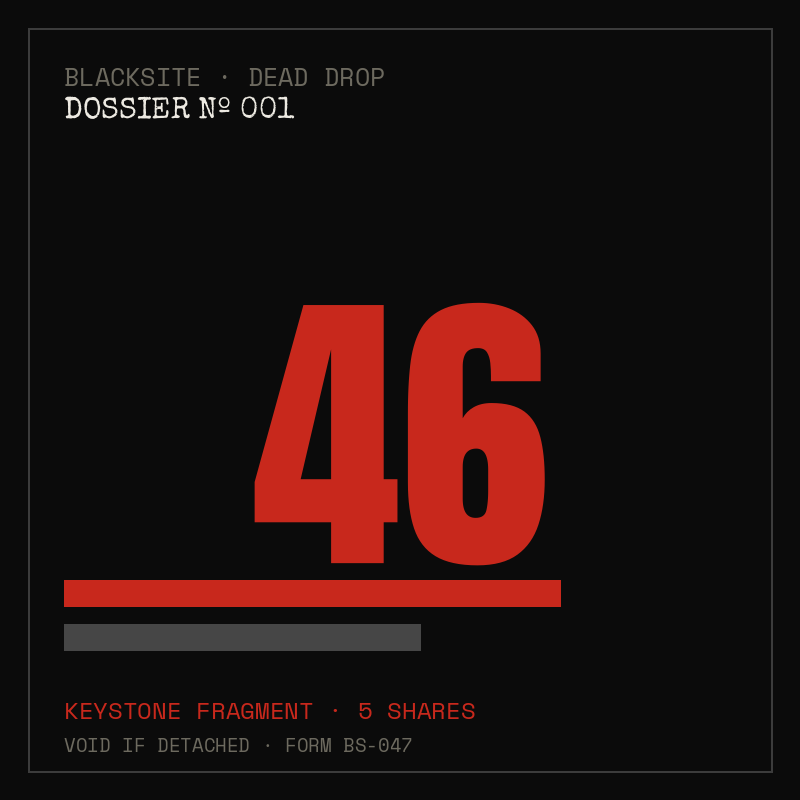 BLACKSITE · DEAD DROP
DOSSIER Nº 001
46
KEYSTONE FRAGMENT · 5 SHARES
VOID IF DETACHED · FORM BS-047